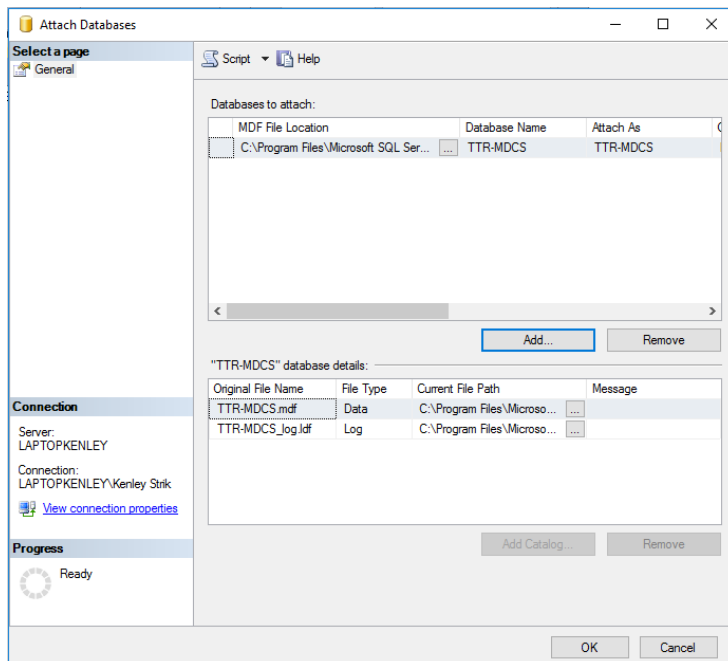 Attach Databases
Select a page
General
Script Help
Databases to attach:
MDF File Location Database Name Attach As
C:\Program Files\Microsoft SQL Ser... ... TTR-MDCS TTR-MDCS
Add... Remove
"TTR-MDCS" database details:
Original File Name File Type Current File Path Message
TTR-MDCS.mdf Data C:\Program Files\Microso... ...
TTR-MDCS_log.ldf Log C:\Program Files\Microso... ...
Connection
Server:
LAPTOPKENLEY
Connection:
LAPTOPKENLEY\Kenley Strik
View connection properties
Add Catalog... Remove
Progress
Ready
OK Cancel